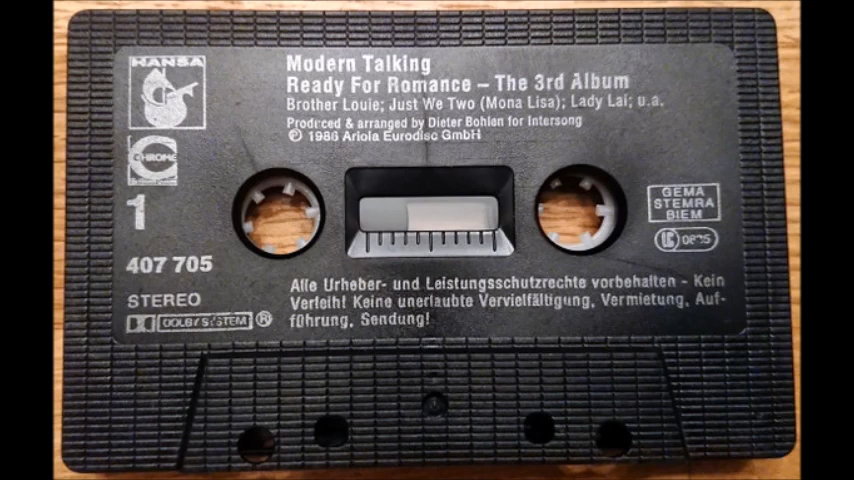 HANSA
Modern Talking
Ready For Romance – The 3rd Album
Brother Louie; Just We Two (Mona Lisa); Lady Lai; u.a.
Produced & arranged by Dieter Bohlen for Intersong
℗ 1986 Ariola Eurodisc GmbH
CHROME
1
GEMA
STEMRA
BIEM
407 705
STEREO
DOLBY SYSTEM ®
Alle Urheber- und Leistungsschutzrechte vorbehalten - Kein
Verleih! Keine unerlaubte Vervielfältigung, Vermietung, Auf-
führung, Sendung!